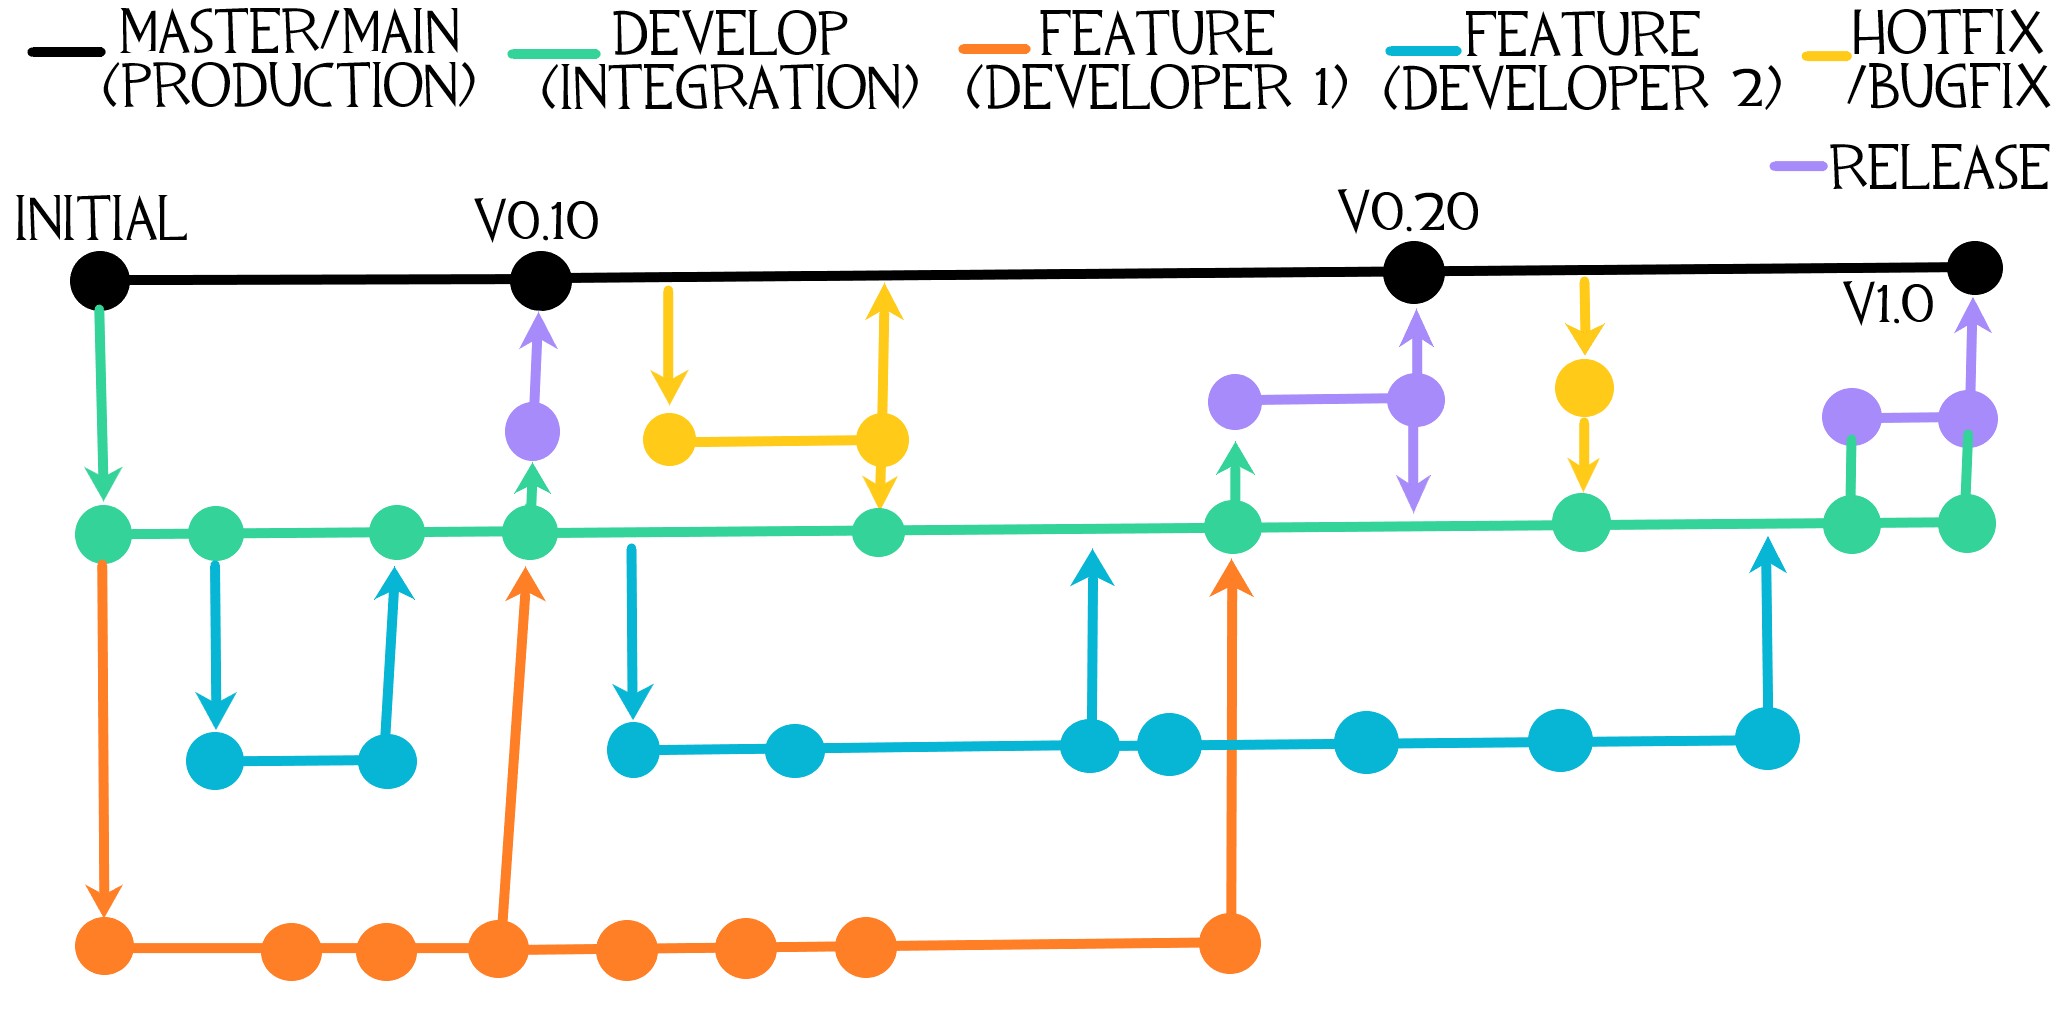 MASTER/MAIN
(PRODUCTION)
DEVELOP
(INTEGRATION)
FEATURE
(DEVELOPER 1)
FEATURE
(DEVELOPER 2)
HOTFIX
/BUGFIX
RELEASE
INITIAL
V0.10
V0.20
V1.0